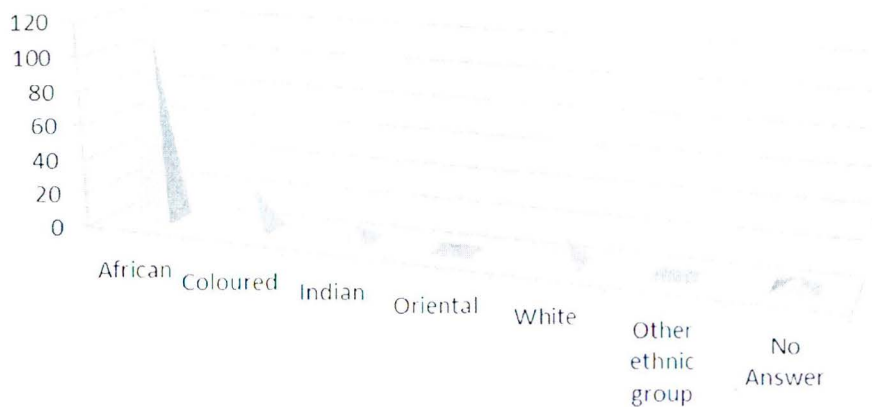 120
100
80
60
40
20
0
African
Coloured
Indian
Oriental
White
Other
ethnic
group
No
Answer